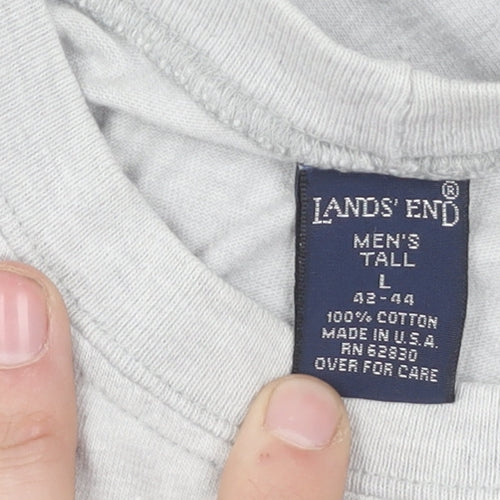 LANDS' END®
MEN'S
TALL
L
42-44
100% COTTON
MADE IN U.S.A.
RN 62830
OVER FOR CARE